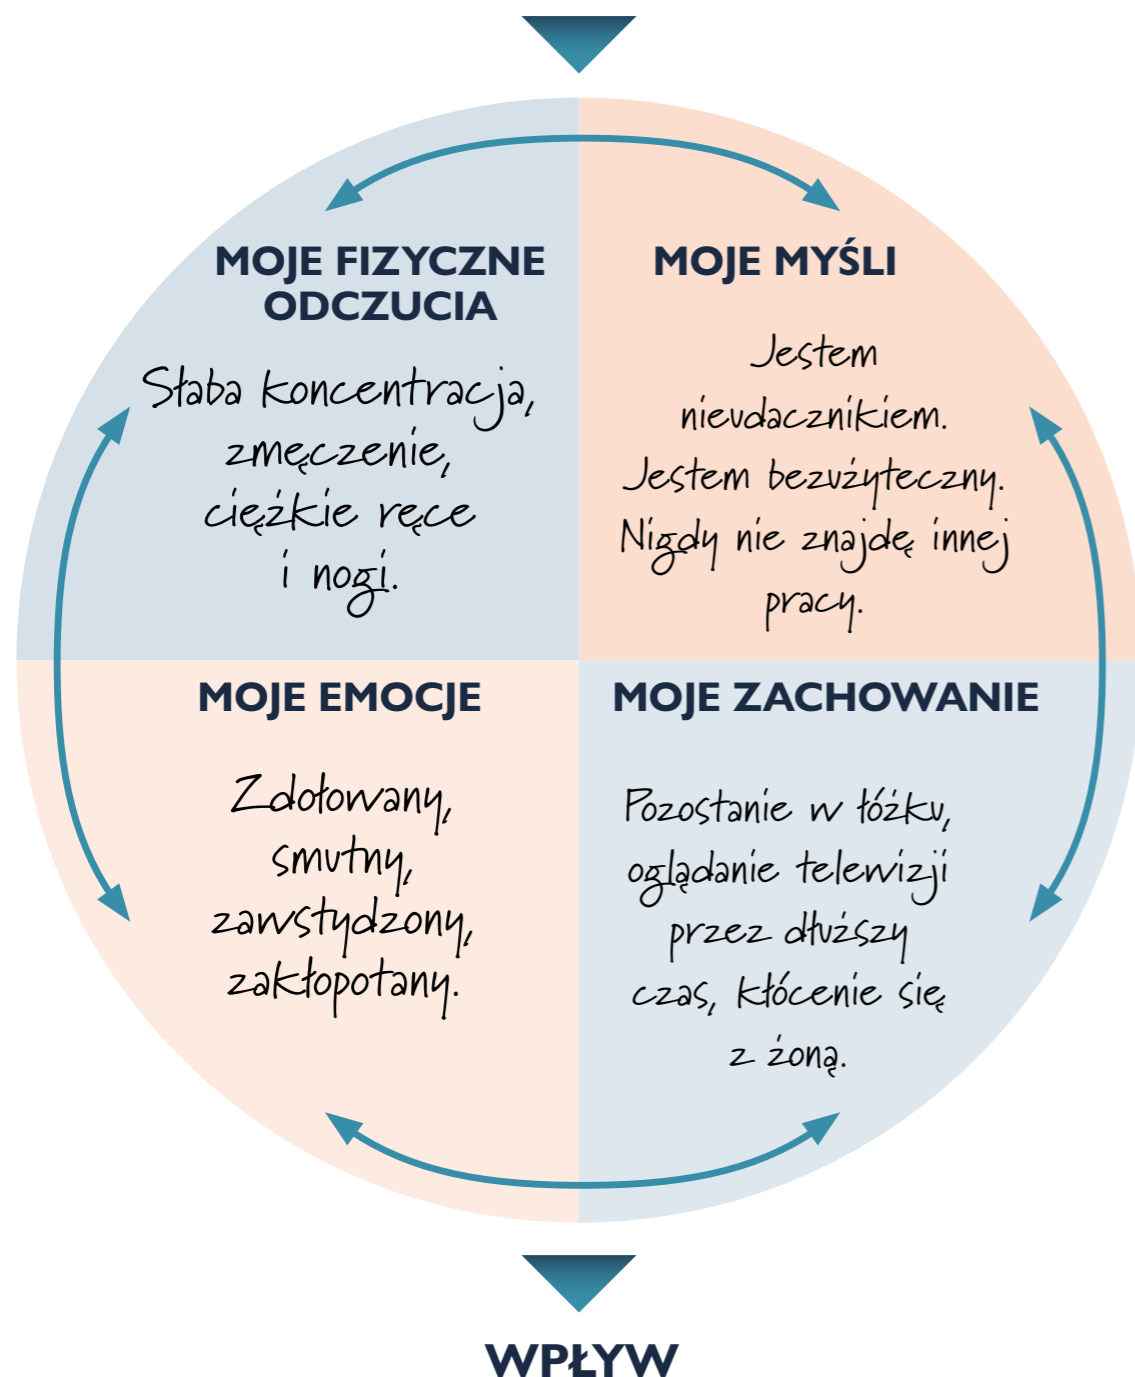 MOJE FIZYCZNE
ODCZUCIA
Słaba koncentracja,
zmęczenie,
ciężkie ręce
i nogi.
MOJE MYŚLI
Jestem
nieudacznikiem.
Jestem bezużyteczny.
Nigdy nie znajdę innej
pracy.
MOJE EMOCJE
Zdołowany,
smutny,
zawstydzony,
zakłopotany.
MOJE ZACHOWANIE
Pozostanie w łóżku,
oglądanie telewizji
przez dłuższy
czas, kłócenie się
z żoną.
WPŁYW